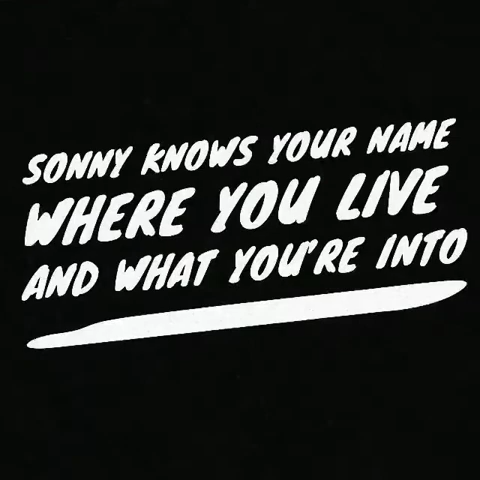 SONNY KNOWS YOUR NAME
WHERE YOU LIVE
AND WHAT YOU'RE INTO